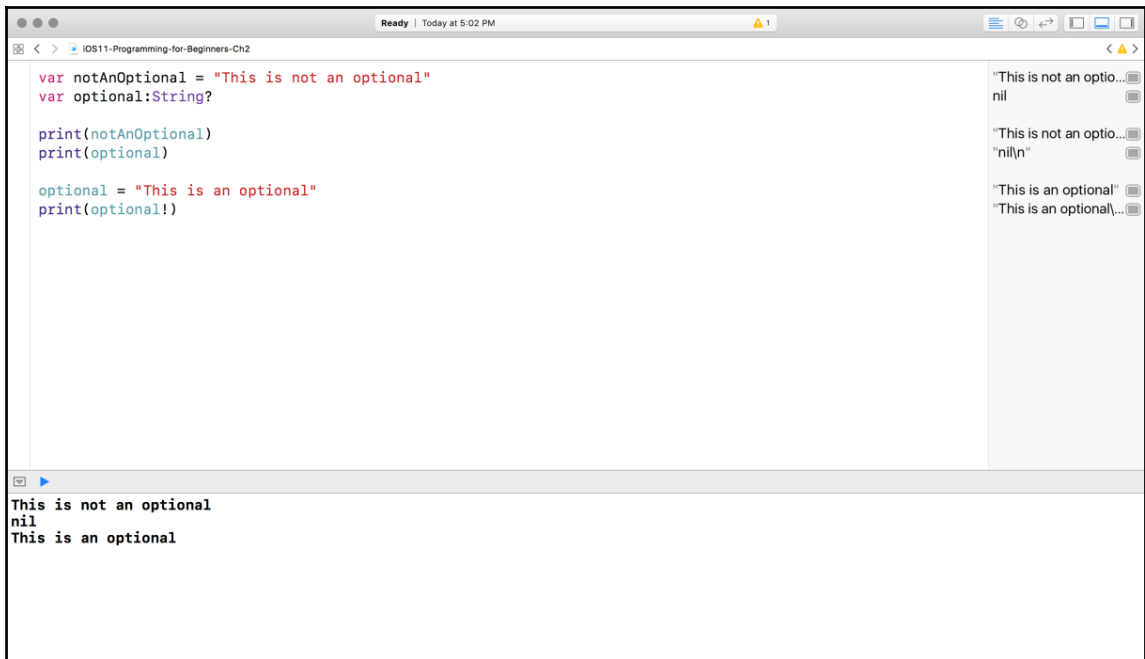 Ready | Today at 5:02 PM
1
iOS11-Programming-for-Beginners-Ch2
var notAnOptional = "This is not an optional"
"This is not an optio...
var optional:String?
nil
print(notAnOptional)
"This is not an optio...
print(optional)
"nil\n"
optional = "This is an optional"
"This is an optional"
print(optional!)
"This is an optional\...
This is not an optional
nil
This is an optional